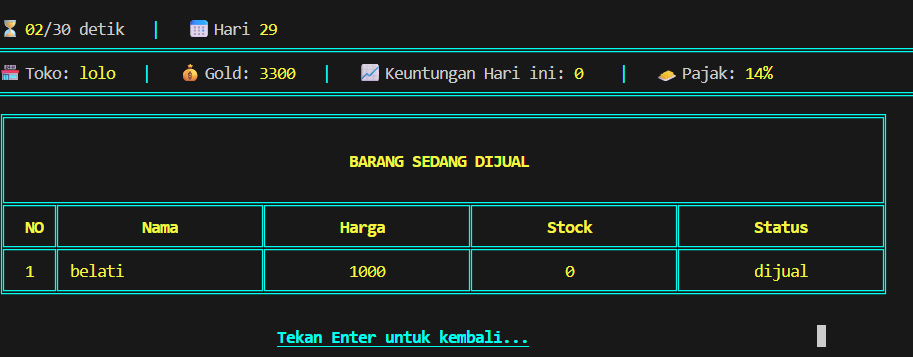 ⏳ 02/30 detik | 📅 Hari 29
🏪 Toko: lolo | 💰 Gold: 3300 | 📈 Keuntungan Hari ini: 0 | 🫓 Pajak: 14%
BARANG SEDANG DIJUAL
NO Nama Harga Stock Status
1 belati 1000 0 dijual
Tekan Enter untuk kembali...